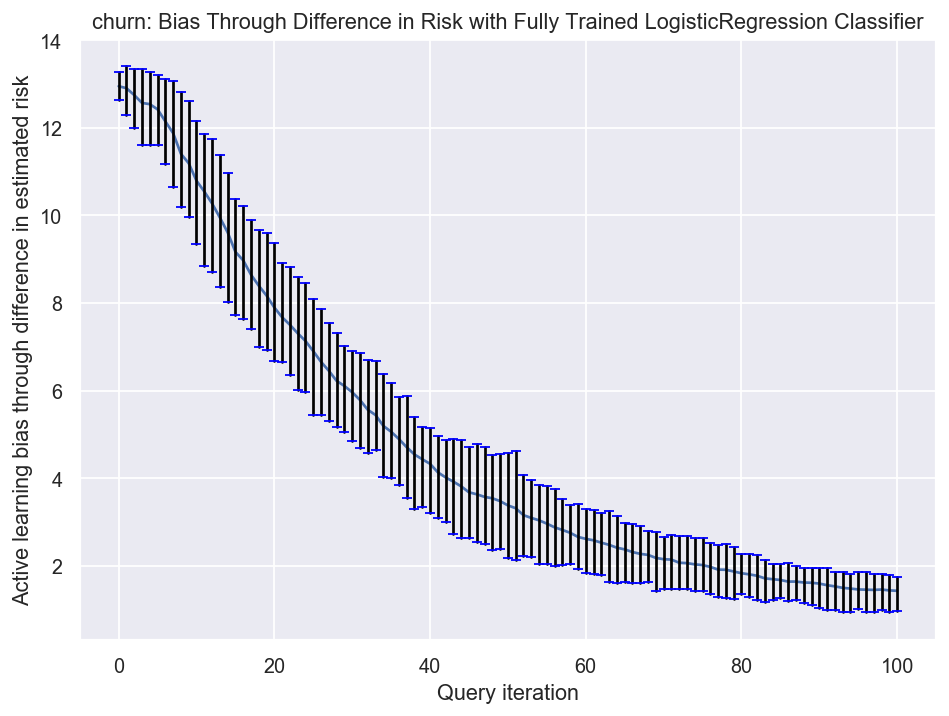 churn: Bias Through Difference in Risk with Fully Trained LogisticRegression Classifier
Active learning bias through difference in estimated risk
14
12
10
8
6
4
2
0 20 40 60 80 100
Query iteration